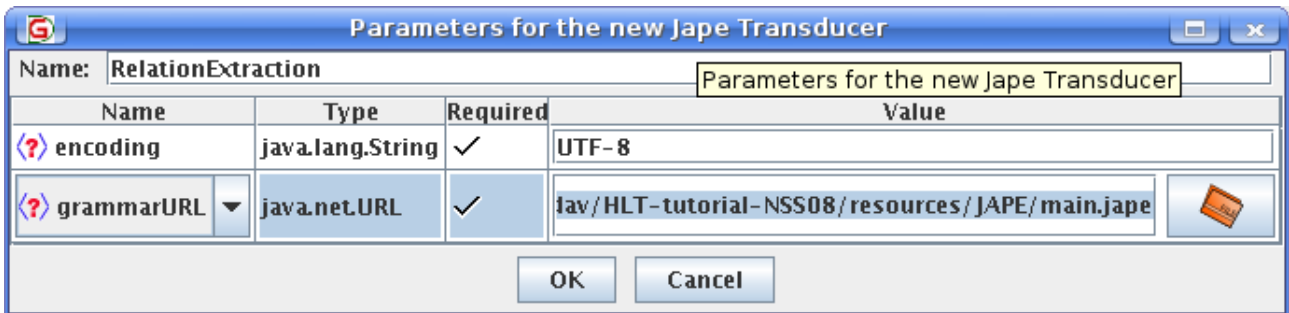 Parameters for the new Jape Transducer
Name: RelationExtraction
Parameters for the new Jape Transducer
Name Type Required Value
encoding java.lang.String UTF-8
grammarURL java.net.URL /HLT-tutorial-NSS08/resources/JAPE/main.jape
OK Cancel